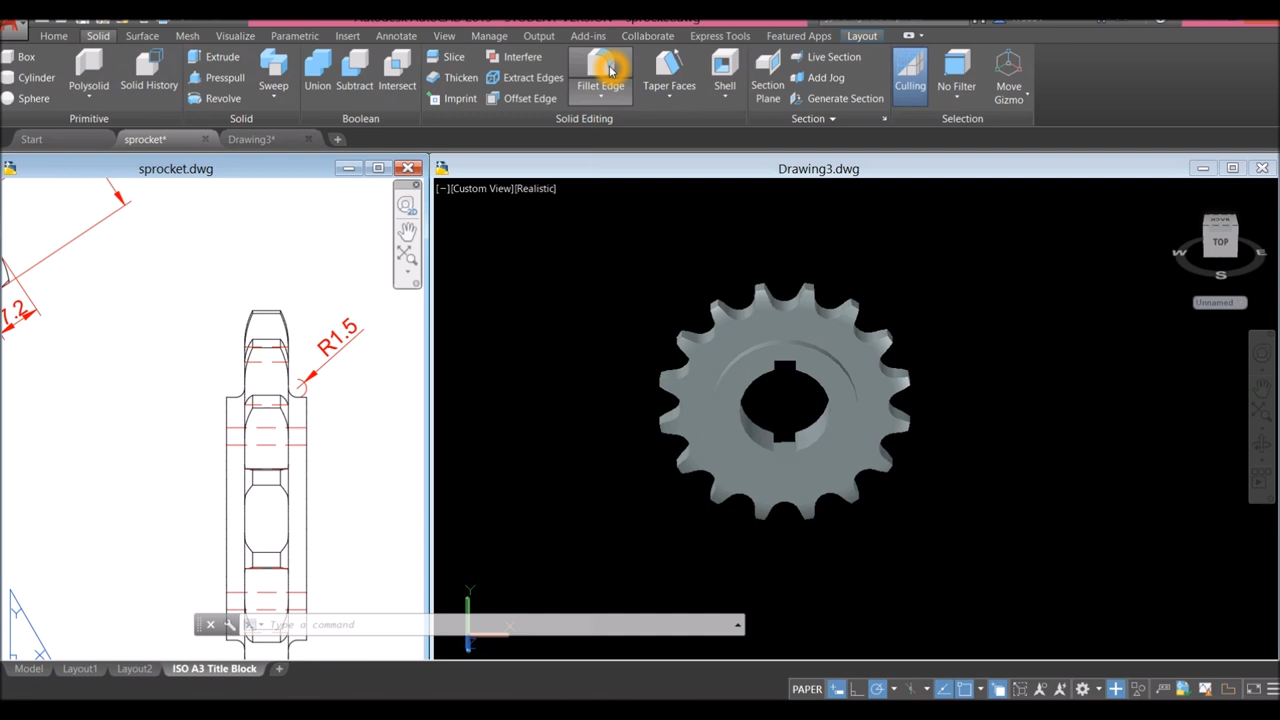 Home Solid Surface Mesh Visualize Parametric Insert Annotate View Manage Output Add-ins Collaborate Express Tools Featured Apps Layout
Box Extrude Slice Interfere Live Section
Cylinder Presspull Thicken Extract Edges Add Jog
Sphere Revolve Imprint Offset Edge Generate Section
Polysolid Solid History Sweep Union Subtract Intersect Fillet Edge Taper Faces Shell Section Plane Culling No Filter Move Gizmo
Primitive Solid Boolean Solid Editing Section Selection
Start sprocket* Drawing3*
sprocket.dwg Drawing3.dwg
[−][Custom View][Realistic]
2D
BACK
TOP
W E
S
Unnamed
7.2
R1.5
Y
X
Y
Type a command
Model Layout1 Layout2 ISO A3 Title Block
PAPER